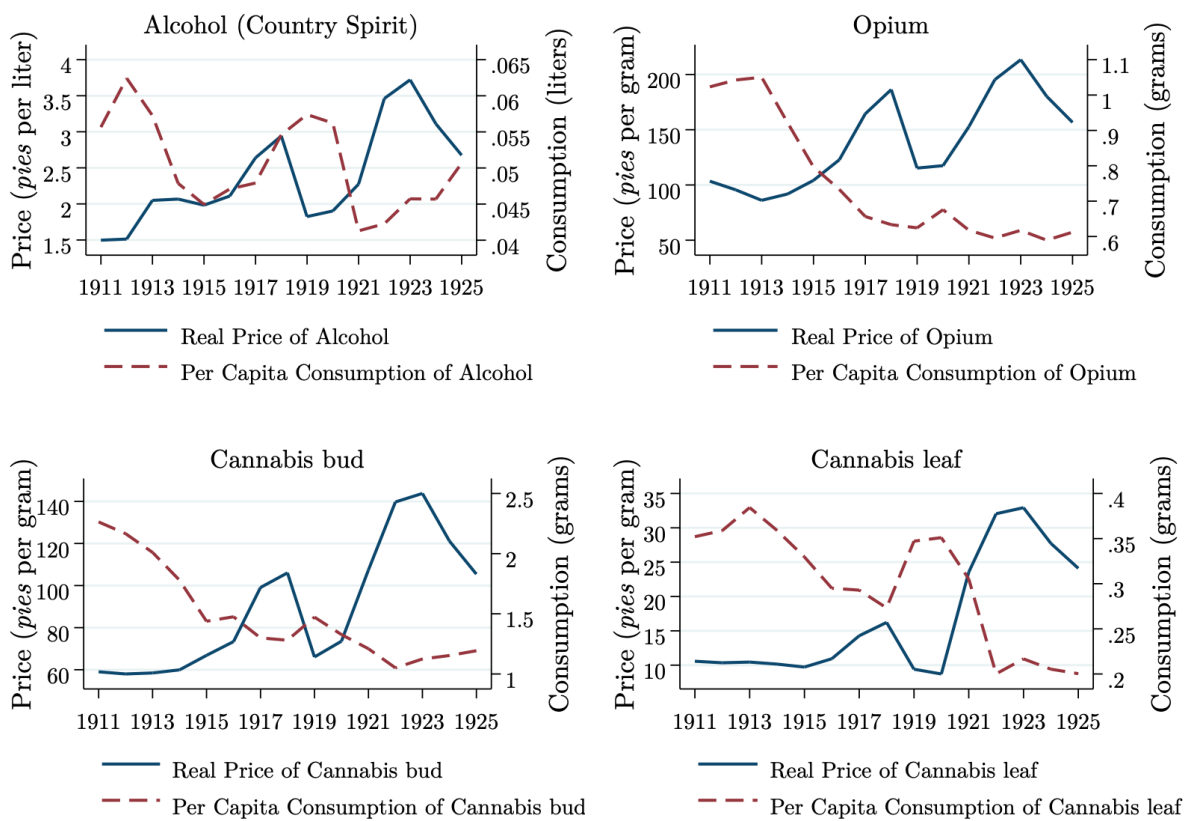 Alcohol (Country Spirit)
Price (pies per liter)
4
3.5
3
2.5
2
1.5
.065
.06
.055
.05
.045
.04
Consumption (liters)
1911 1913 1915 1917 1919 1921 1923 1925
Real Price of Alcohol
Per Capita Consumption of Alcohol
Opium
Price (pies per gram)
200
150
100
50
1.1
1
.9
.8
.7
.6
Consumption (grams)
1911 1913 1915 1917 1919 1921 1923 1925
Real Price of Opium
Per Capita Consumption of Opium
Cannabis bud
Price (pies per gram)
140
120
100
80
60
2.5
2
1.5
1
Consumption (grams)
1911 1913 1915 1917 1919 1921 1923 1925
Real Price of Cannabis bud
Per Capita Consumption of Cannabis bud
Cannabis leaf
Price (pies per gram)
35
30
25
20
15
10
.4
.35
.3
.25
.2
Consumption (grams)
1911 1913 1915 1917 1919 1921 1923 1925
Real Price of Cannabis leaf
Per Capita Consumption of Cannabis leaf